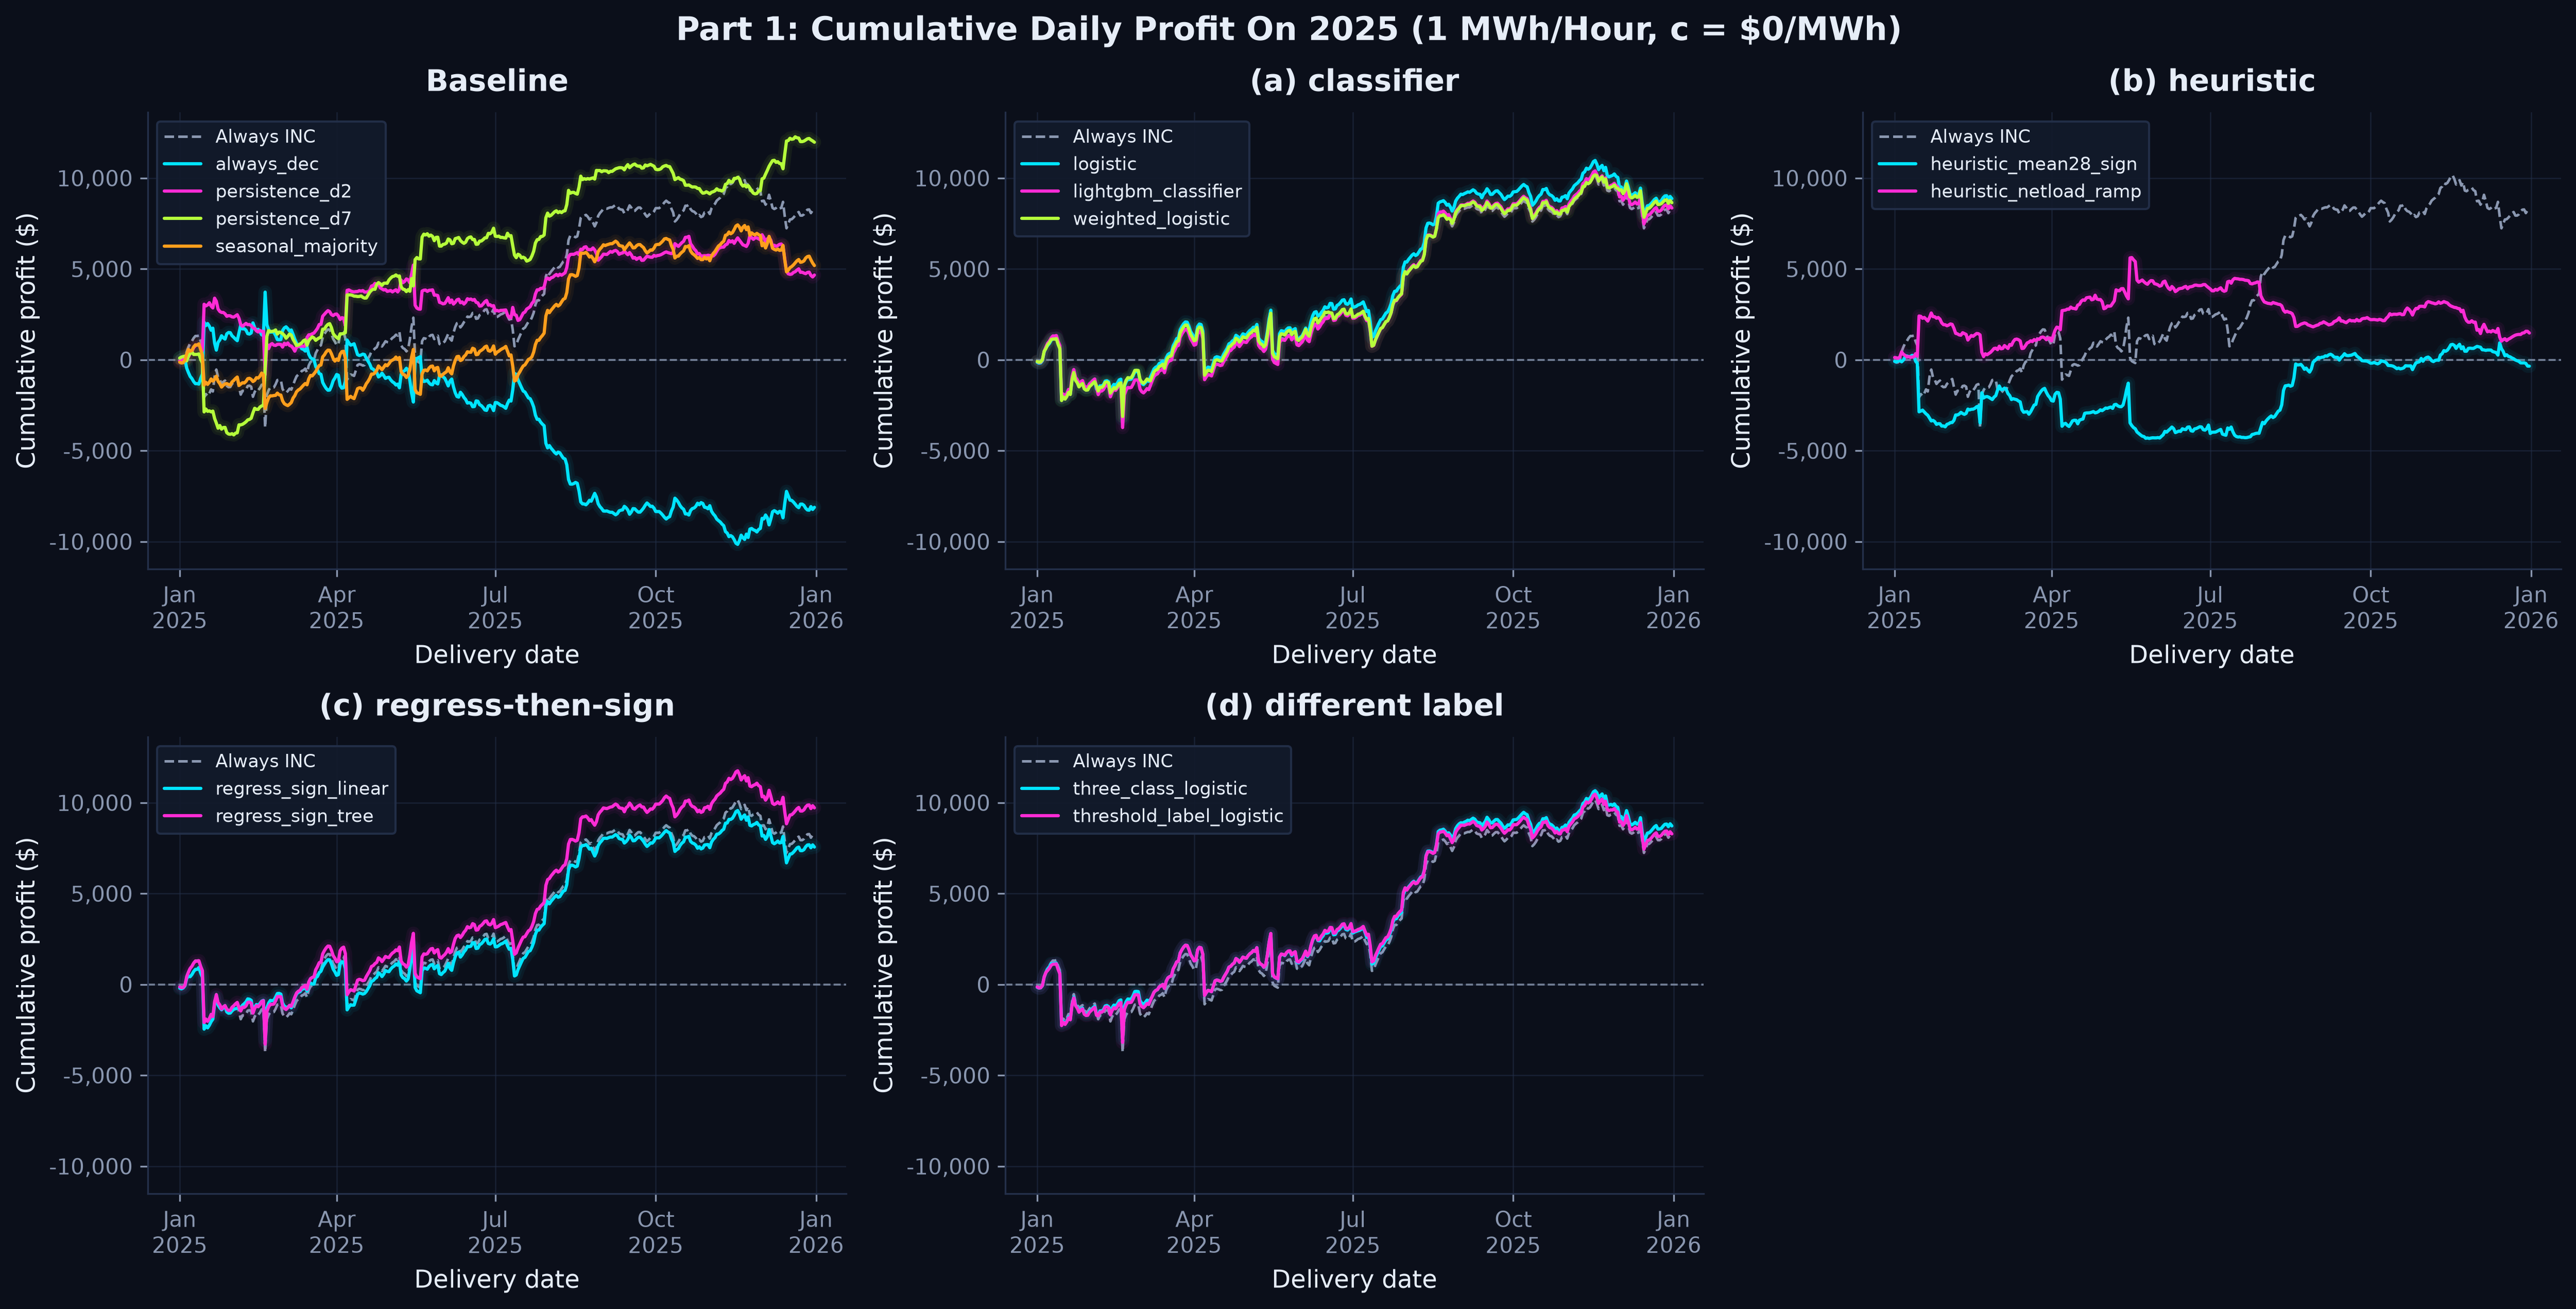 Part 1: Cumulative Daily Profit On 2025 (1 MWh/Hour, c = $0/MWh)
Baseline
Always INC
always_dec
persistence_d2
persistence_d7
seasonal_majority
Cumulative profit ($)
10,000
5,000
0
-5,000
-10,000
Jan
2025
Apr
2025
Jul
2025
Oct
2025
Jan
2026
Delivery date
(a) classifier
Always INC
logistic
lightgbm_classifier
weighted_logistic
Cumulative profit ($)
10,000
5,000
0
-5,000
-10,000
Jan
2025
Apr
2025
Jul
2025
Oct
2025
Jan
2026
Delivery date
(b) heuristic
Always INC
heuristic_mean28_sign
heuristic_netload_ramp
Cumulative profit ($)
10,000
5,000
0
-5,000
-10,000
Jan
2025
Apr
2025
Jul
2025
Oct
2025
Jan
2026
Delivery date
(c) regress-then-sign
Always INC
regress_sign_linear
regress_sign_tree
Cumulative profit ($)
10,000
5,000
0
-5,000
-10,000
Jan
2025
Apr
2025
Jul
2025
Oct
2025
Jan
2026
Delivery date
(d) different label
Always INC
three_class_logistic
threshold_label_logistic
Cumulative profit ($)
10,000
5,000
0
-5,000
-10,000
Jan
2025
Apr
2025
Jul
2025
Oct
2025
Jan
2026
Delivery date